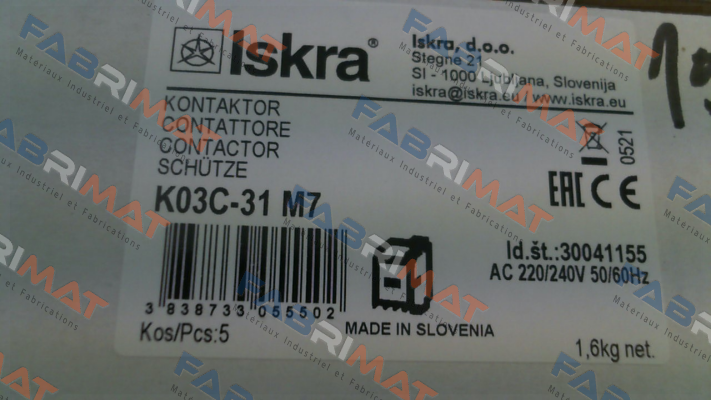 Iskra®
Iskra, d.o.o.
Stegne 21
SI - 1000 Ljubljana, Slovenija
iskra@iskra.eu / www.iskra.eu
KONTAKTOR
CONTATTORE
CONTACTOR
SCHÜTZE
0521
K03C-31 M7
EAC CE
Id.št.:30041155
AC 220/240V 50/60Hz
3 838733 055502
MADE IN SLOVENIA
Kos/Pcs:5
1,6kg net.
FABRIMAT
Materiaux Industriel et Fabrications